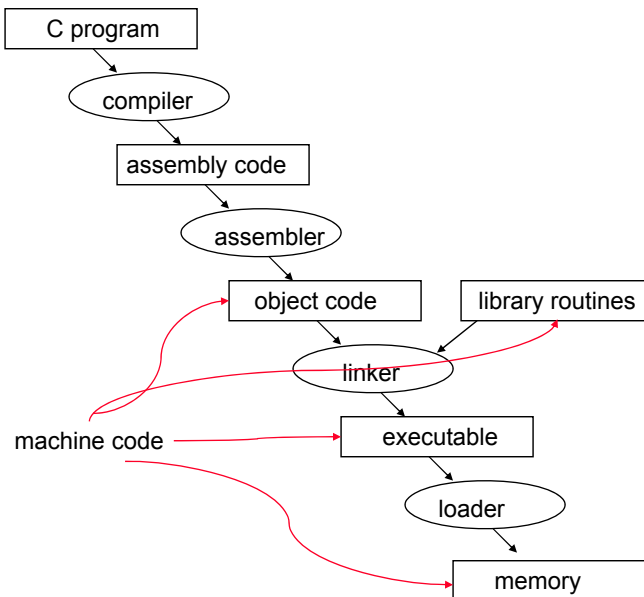 C program
compiler
assembly code
assembler
object code
library routines
linker
machine code
executable
loader
memory